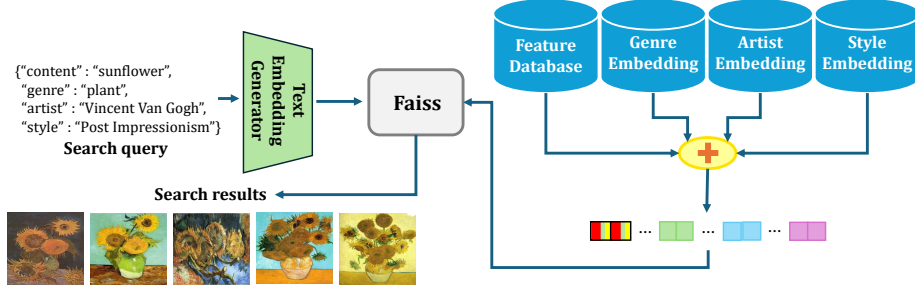 {“content” : “sunflower”,
“genre” : “plant”,
“artist” : “Vincent Van Gogh”,
“style” : “Post Impressionism”}
Search query
Text
Embedding
Generator
Faiss
Feature
Database
Genre
Embedding
Artist
Embedding
Style
Embedding
+
Search results
... ... ...